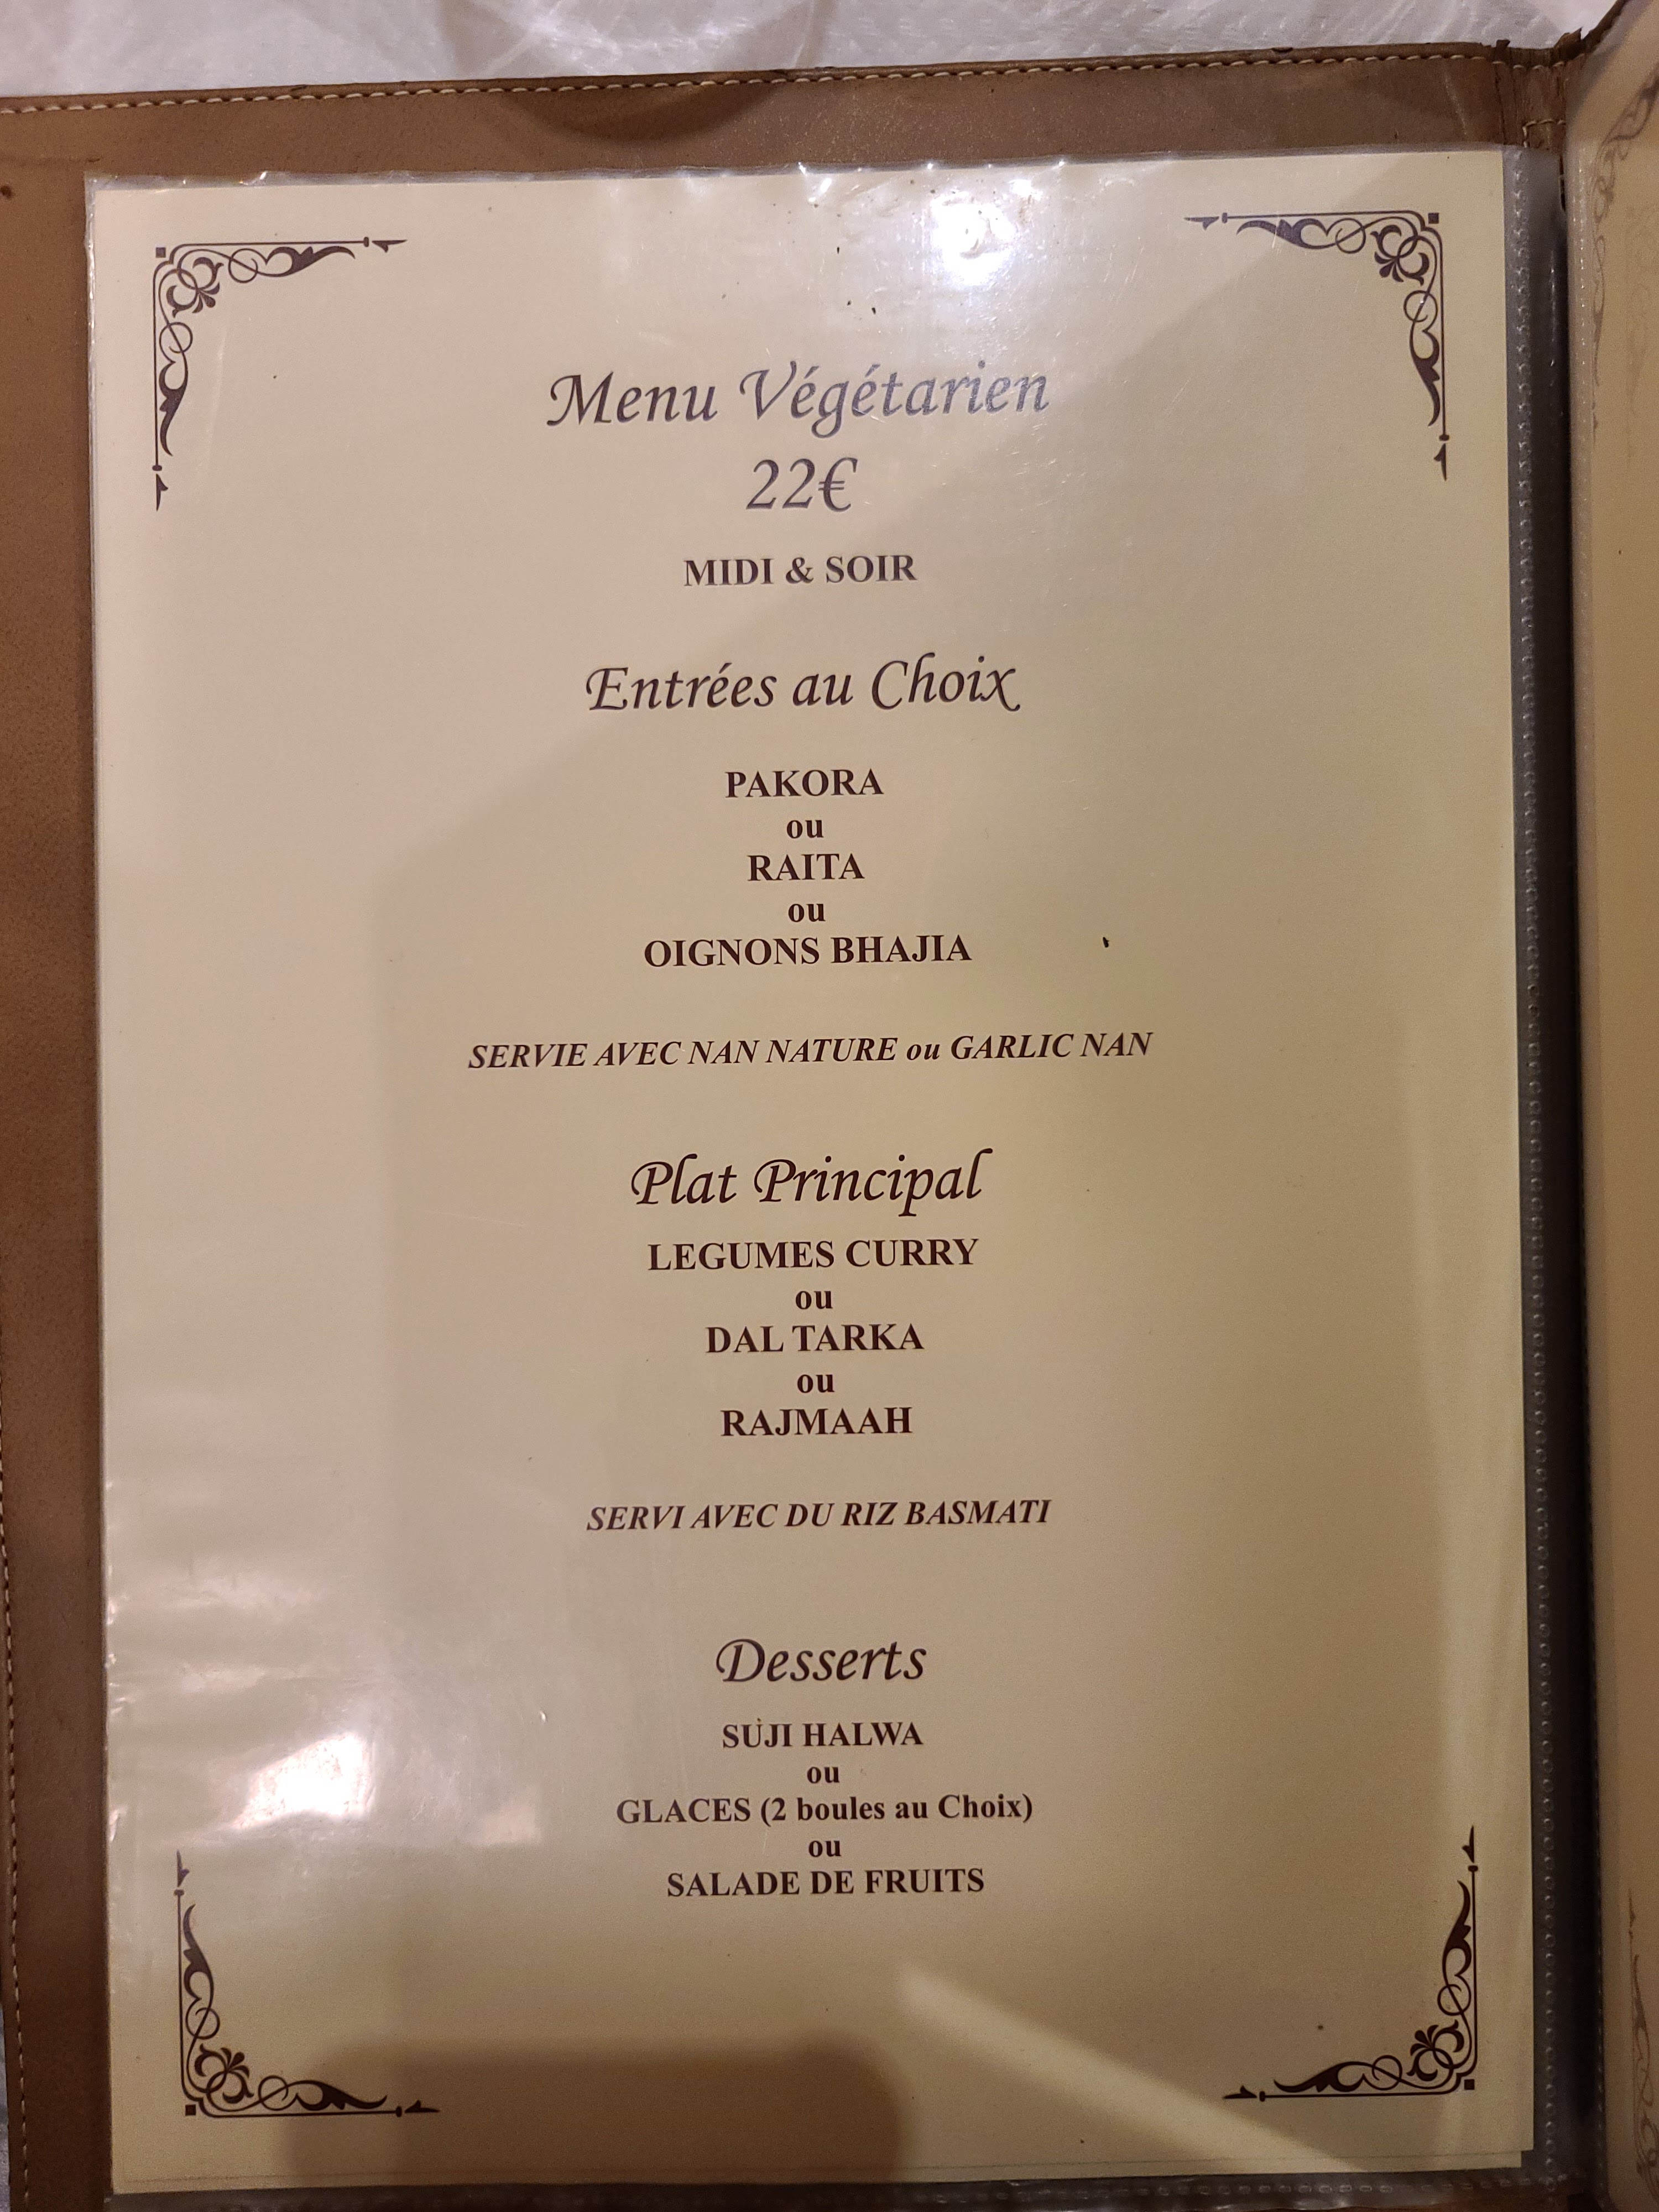 Menu Végétarien
22€
MIDI & SOIR
Entrées au Choix
PAKORA
ou
RAITA
ou
OIGNONS BHAJIA
SERVIE AVEC NAN NATURE ou GARLIC NAN
Plat Principal
LEGUMES CURRY
ou
DAL TARKA
ou
RAJMAAH
SERVI AVEC DU RIZ BASMATI
Desserts
SUJI HALWA
ou
GLACES (2 boules au Choix)
ou
SALADE DE FRUITS